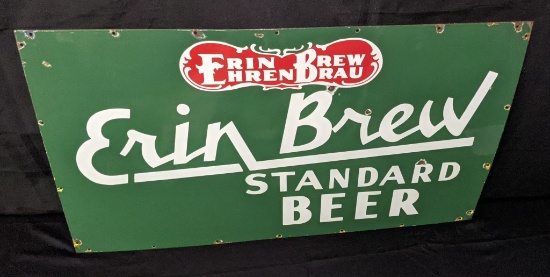 ERIN BREW
EHREN BRAU
Erin Brew
STANDARD
BEER